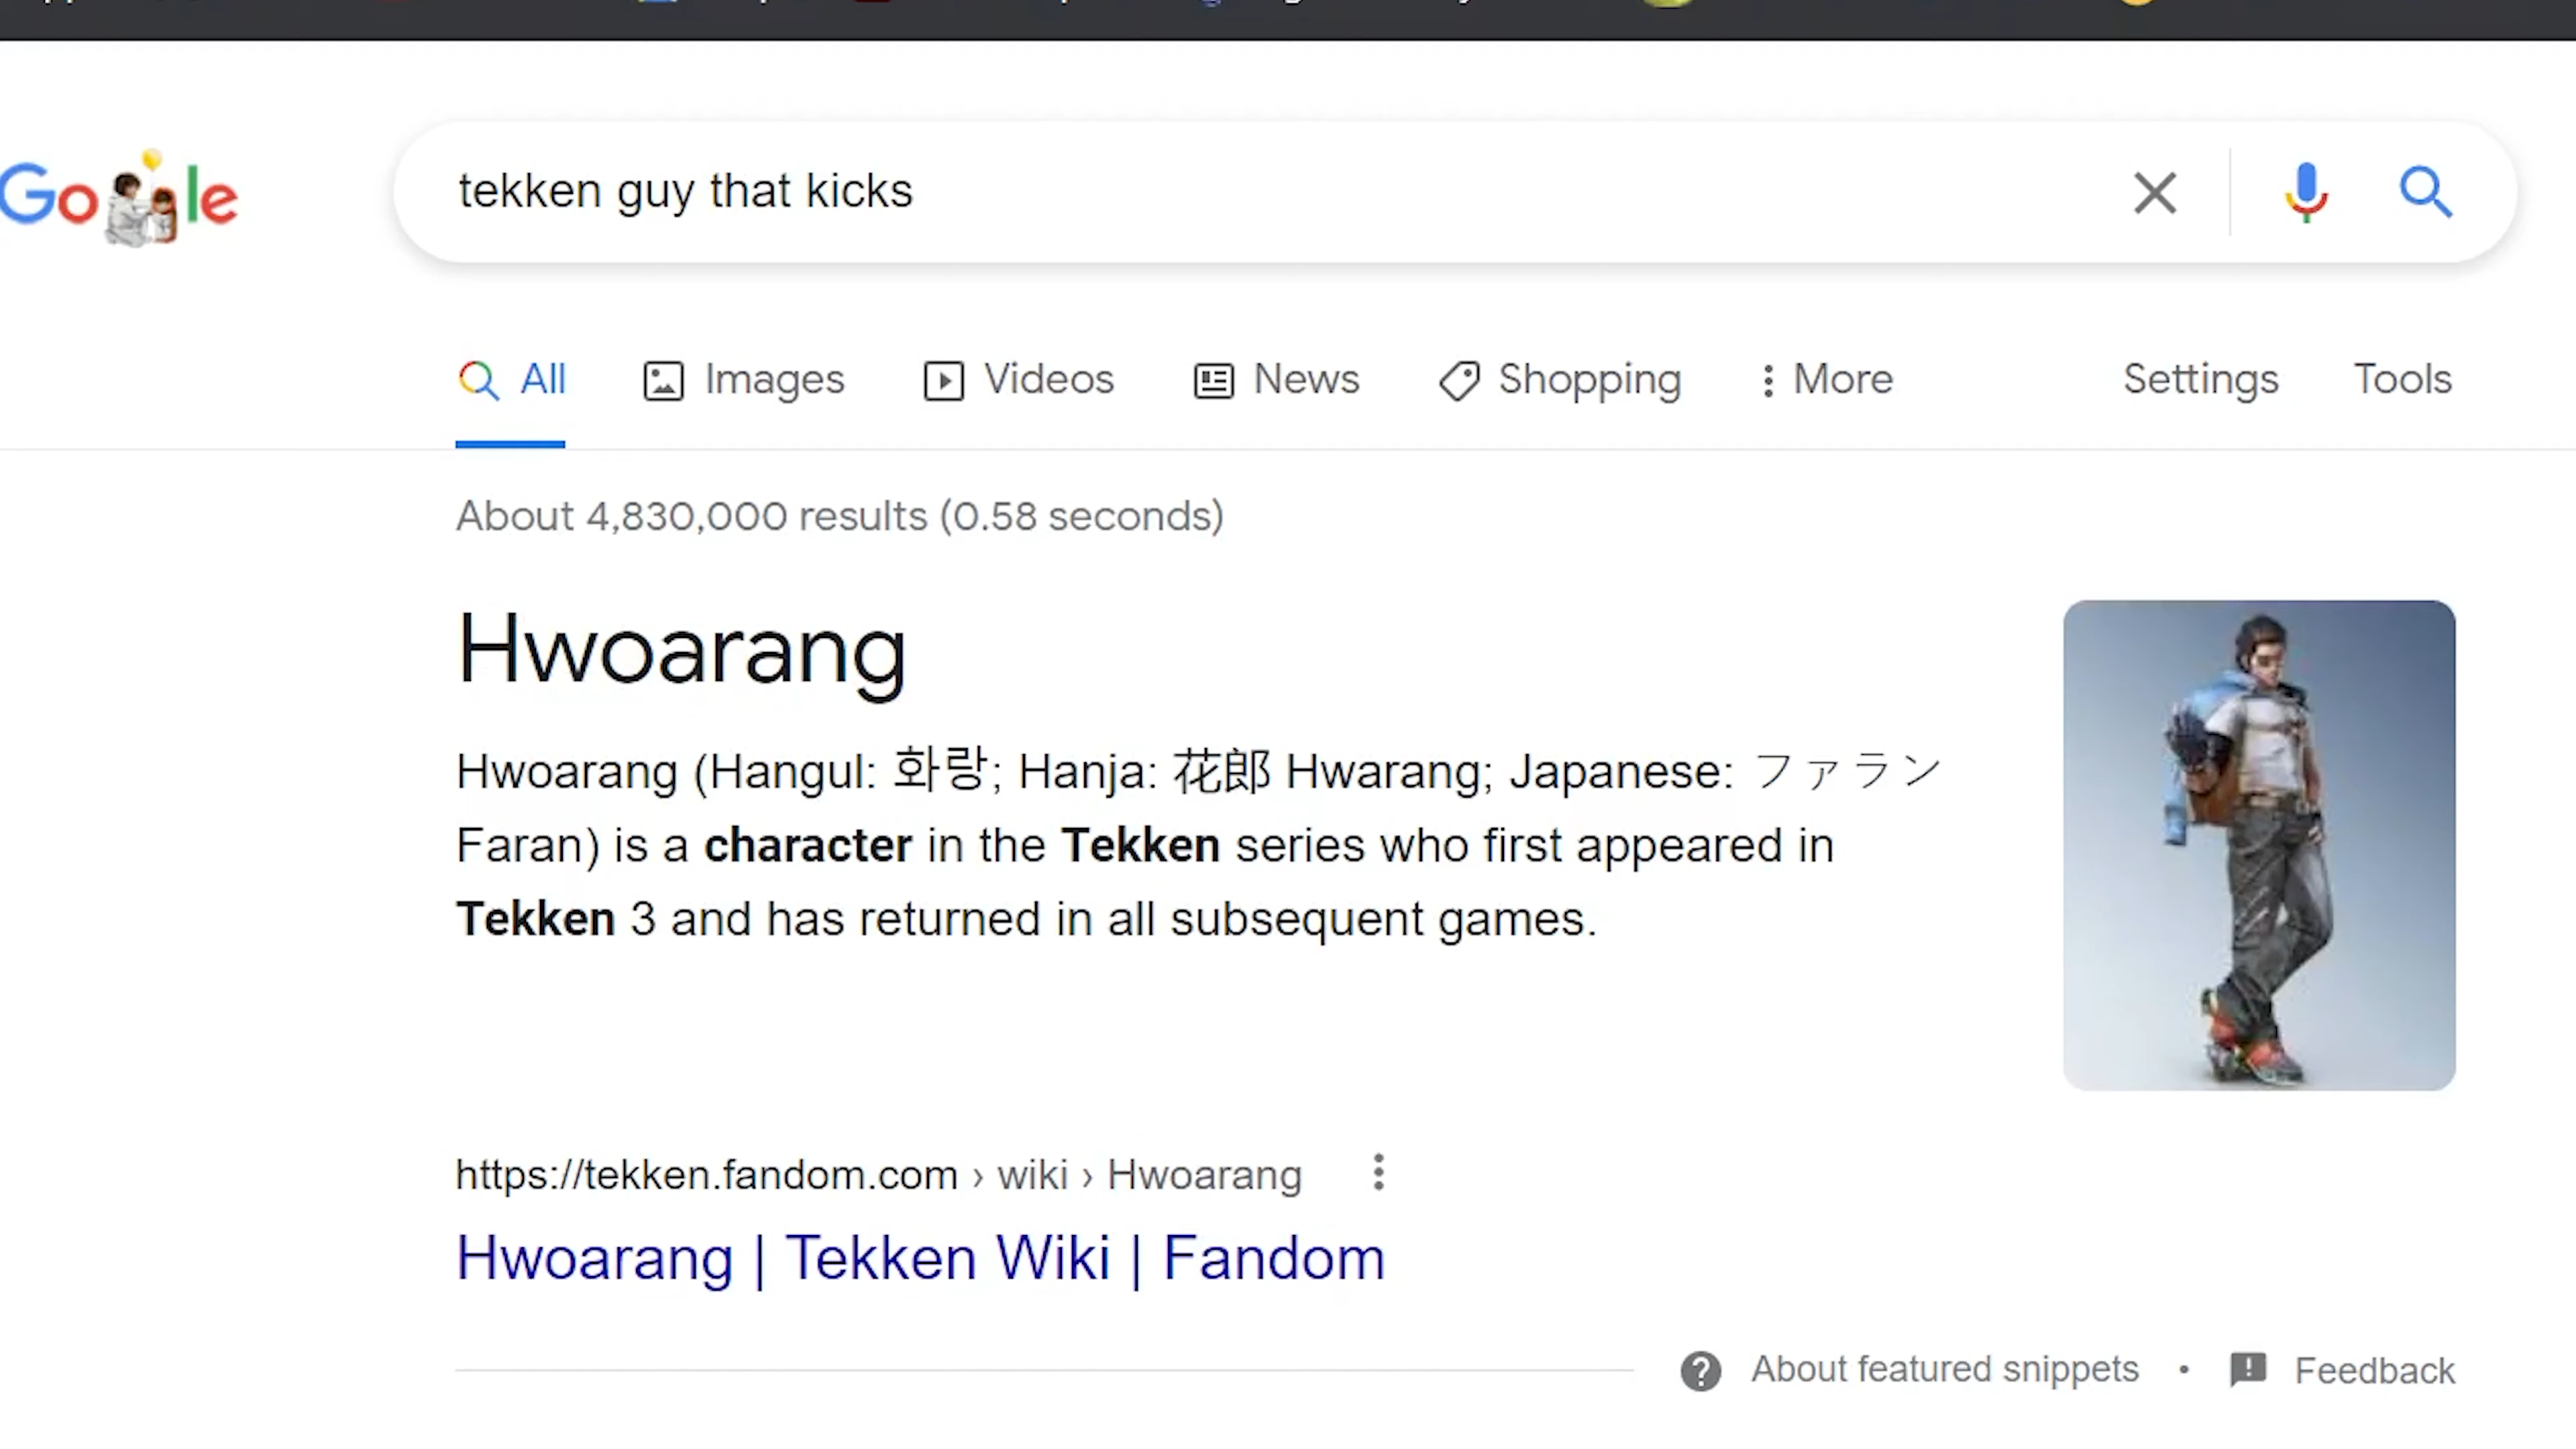 Google
tekken guy that kicks
All Images Videos News Shopping More Settings Tools
About 4,830,000 results (0.58 seconds)
Hwoarang
Hwoarang (Hangul: 화랑; Hanja: 花郎 Hwarang; Japanese: ファラン
Faran) is a character in the Tekken series who first appeared in
Tekken 3 and has returned in all subsequent games.
https://tekken.fandom.com › wiki › Hwoarang
Hwoarang | Tekken Wiki | Fandom
About featured snippets • Feedback